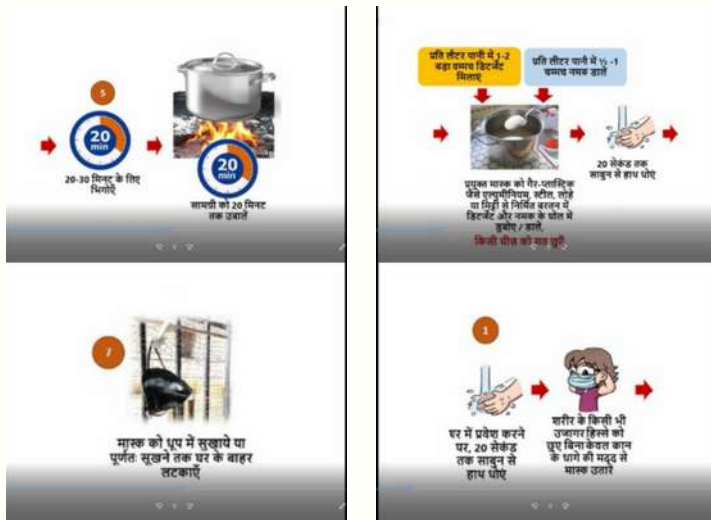 5
20
min
20-30 मिनट के लिए
भिगोएँ
20
min
सामग्री को 20 मिनट
तक उबालें
प्रति लीटर पानी में 1-2
बड़ा चम्मच डिटर्जेंट
मिलाएं
प्रति लीटर पानी में ½ -1
चम्मच नमक डालें
प्रयुक्त मास्क को गैर-प्लास्टिक
जैसे एल्युमीनियम, स्टील, लोहे
या मिट्टी से निर्मित बरतन में
डिटर्जेंट और नमक के घोल में
डुबोए / डालें,
किसी चीज़ को मत छुएँ
20 सेकंड तक
साबुन से हाथ धोएं
7
मास्क को धूप में सुखाये या
पूर्णतः सूखने तक घर के बाहर
लटकाएँ
1
घर में प्रवेश करने
पर, 20 सेकंड
तक साबुन से
हाथ धोएं
शरीर के किसी भी
उजागर हिस्से को
छुए बिना केवल कान
के धागे की मदद से
मास्क उतारे